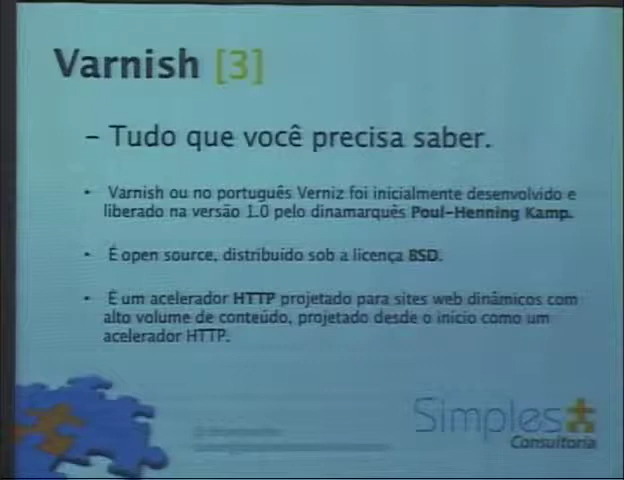 Varnish [3]
– Tudo que você precisa saber.
• Varnish ou no português Verniz foi inicialmente desenvolvido e
liberado na versão 1.0 pelo dinamarquês Poul-Henning Kamp.
• É open source, distribuido sob a licença BSD.
• É um acelerador HTTP projetado para sites web dinâmicos com
alto volume de conteúdo, projetado desde o início como um
acelerador HTTP.
Simples
Consultoria